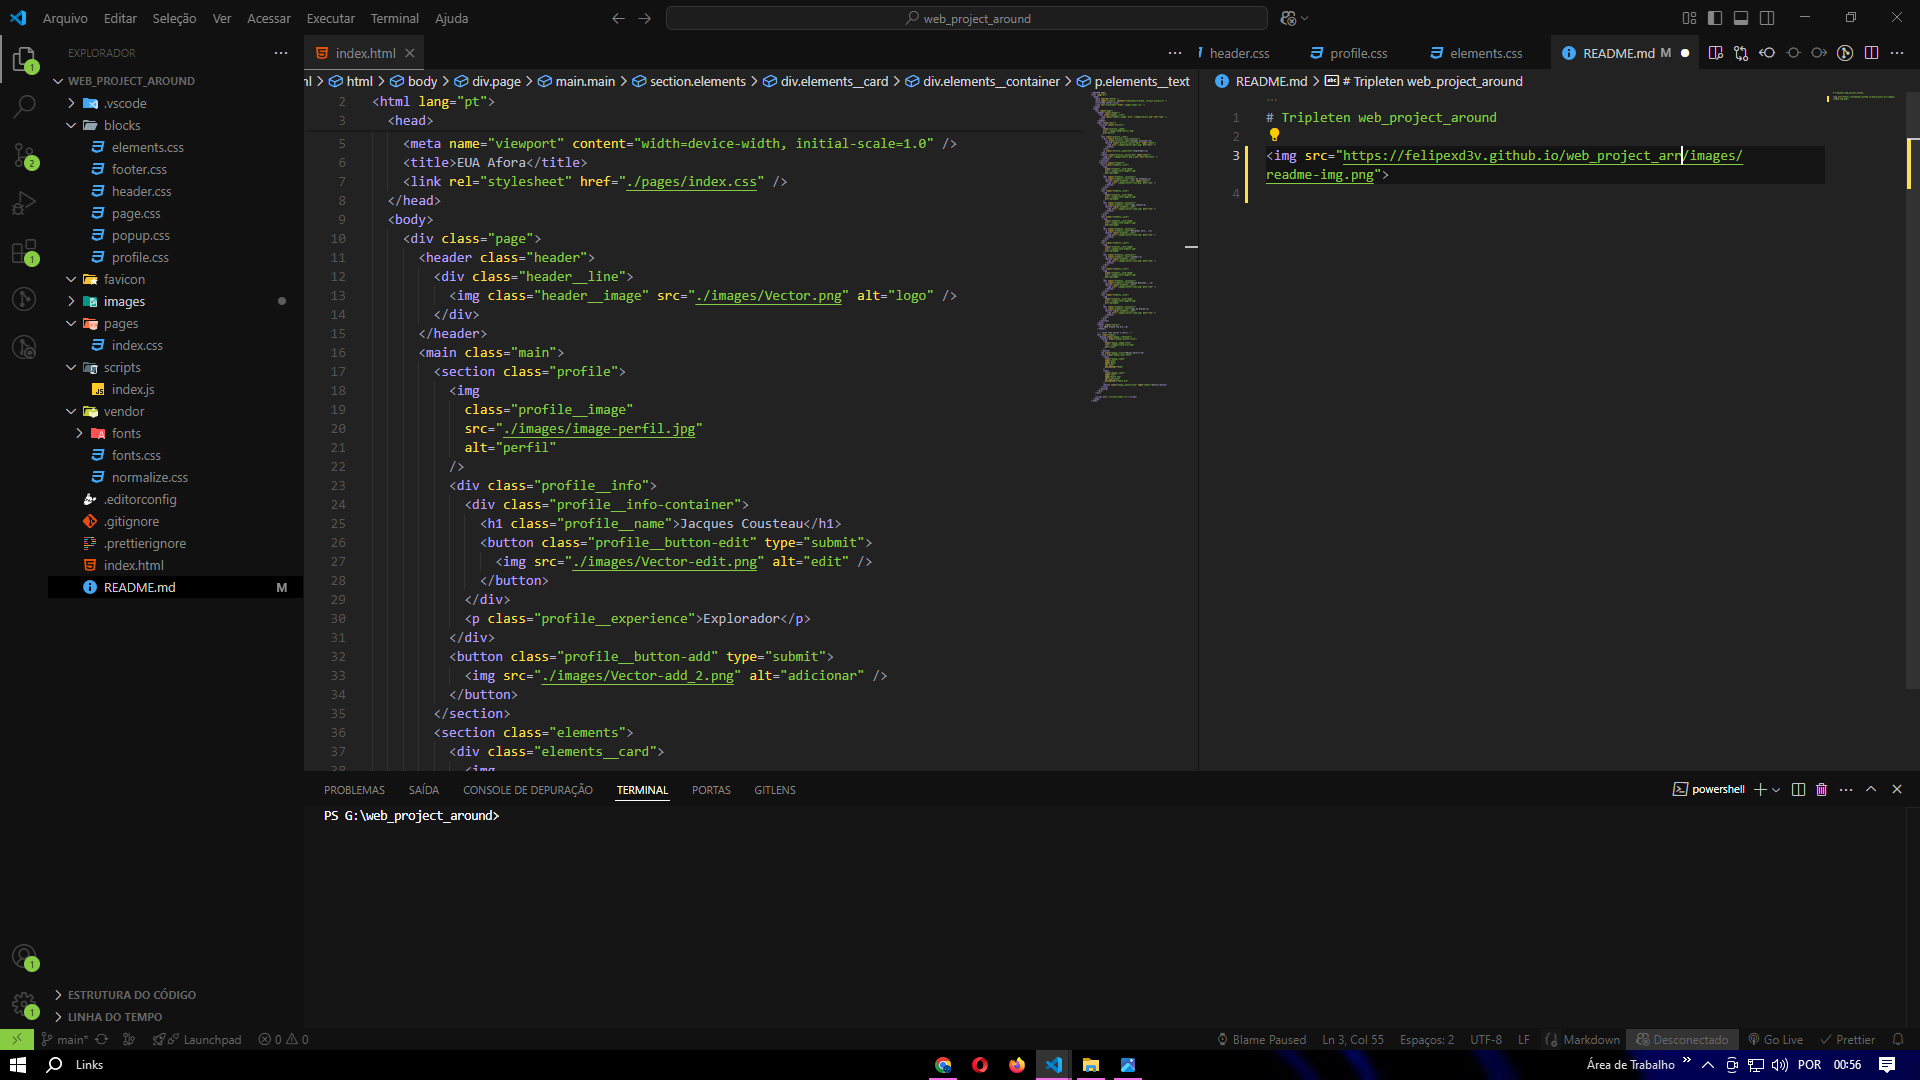 Arquivo Editar Seleção Ver Acessar Executar Terminal Ajuda
web_project_around
EXPLORADOR
WEB_PROJECT_AROUND
.vscode
blocks
elements.css
footer.css
header.css
page.css
popup.css
profile.css
favicon
images
pages
index.css
scripts
index.js
vendor
fonts
fonts.css
normalize.css
.editorconfig
.gitignore
.prettierignore
index.html
README.md M
ESTRUTURA DO CÓDIGO
LINHA DO TEMPO
1
2
1
1
1
index.html
html > body > div.page > main.main > section.elements > div.elements__card > div.elements__container > p.elements__text
2 <html lang="pt">
3 <head>
5 <meta name="viewport" content="width=device-width, initial-scale=1.0" />
6 <title>EUA Afora</title>
7 <link rel="stylesheet" href="./pages/index.css" />
8 </head>
9 <body>
10 <div class="page">
11 <header class="header">
12 <div class="header__line">
13 <img class="header__image" src="./images/Vector.png" alt="logo" />
14 </div>
15 </header>
16 <main class="main">
17 <section class="profile">
18 <img
19 class="profile__image"
20 src="./images/image-perfil.jpg"
21 alt="perfil"
22 />
23 <div class="profile__info">
24 <div class="profile__info-container">
25 <h1 class="profile__name">Jacques Cousteau</h1>
26 <button class="profile__button-edit" type="submit">
27 <img src="./images/Vector-edit.png" alt="edit" />
28 </button>
29 </div>
30 <p class="profile__experience">Explorador</p>
31 </div>
32 <button class="profile__button-add" type="submit">
33 <img src="./images/Vector-add_2.png" alt="adicionar" />
34 </button>
35 </section>
36 <section class="elements">
37 <div class="elements__card">
38 <img
header.css profile.css elements.css README.md M
README.md > # Tripleten web_project_around
1 # Tripleten web_project_around
2
3 <img src="https://felipexd3v.github.io/web_project_arr/images/
readme-img.png">
4
PROBLEMAS SAÍDA CONSOLE DE DEPURAÇÃO TERMINAL PORTAS GITLENS
powershell
PS G:\web_project_around>
main* Launchpad 0 0
Blame Paused Ln 3, Col 55 Espaços: 2 UTF-8 LF Markdown Desconectado Go Live Prettier
Links
Área de Trabalho POR 00:56